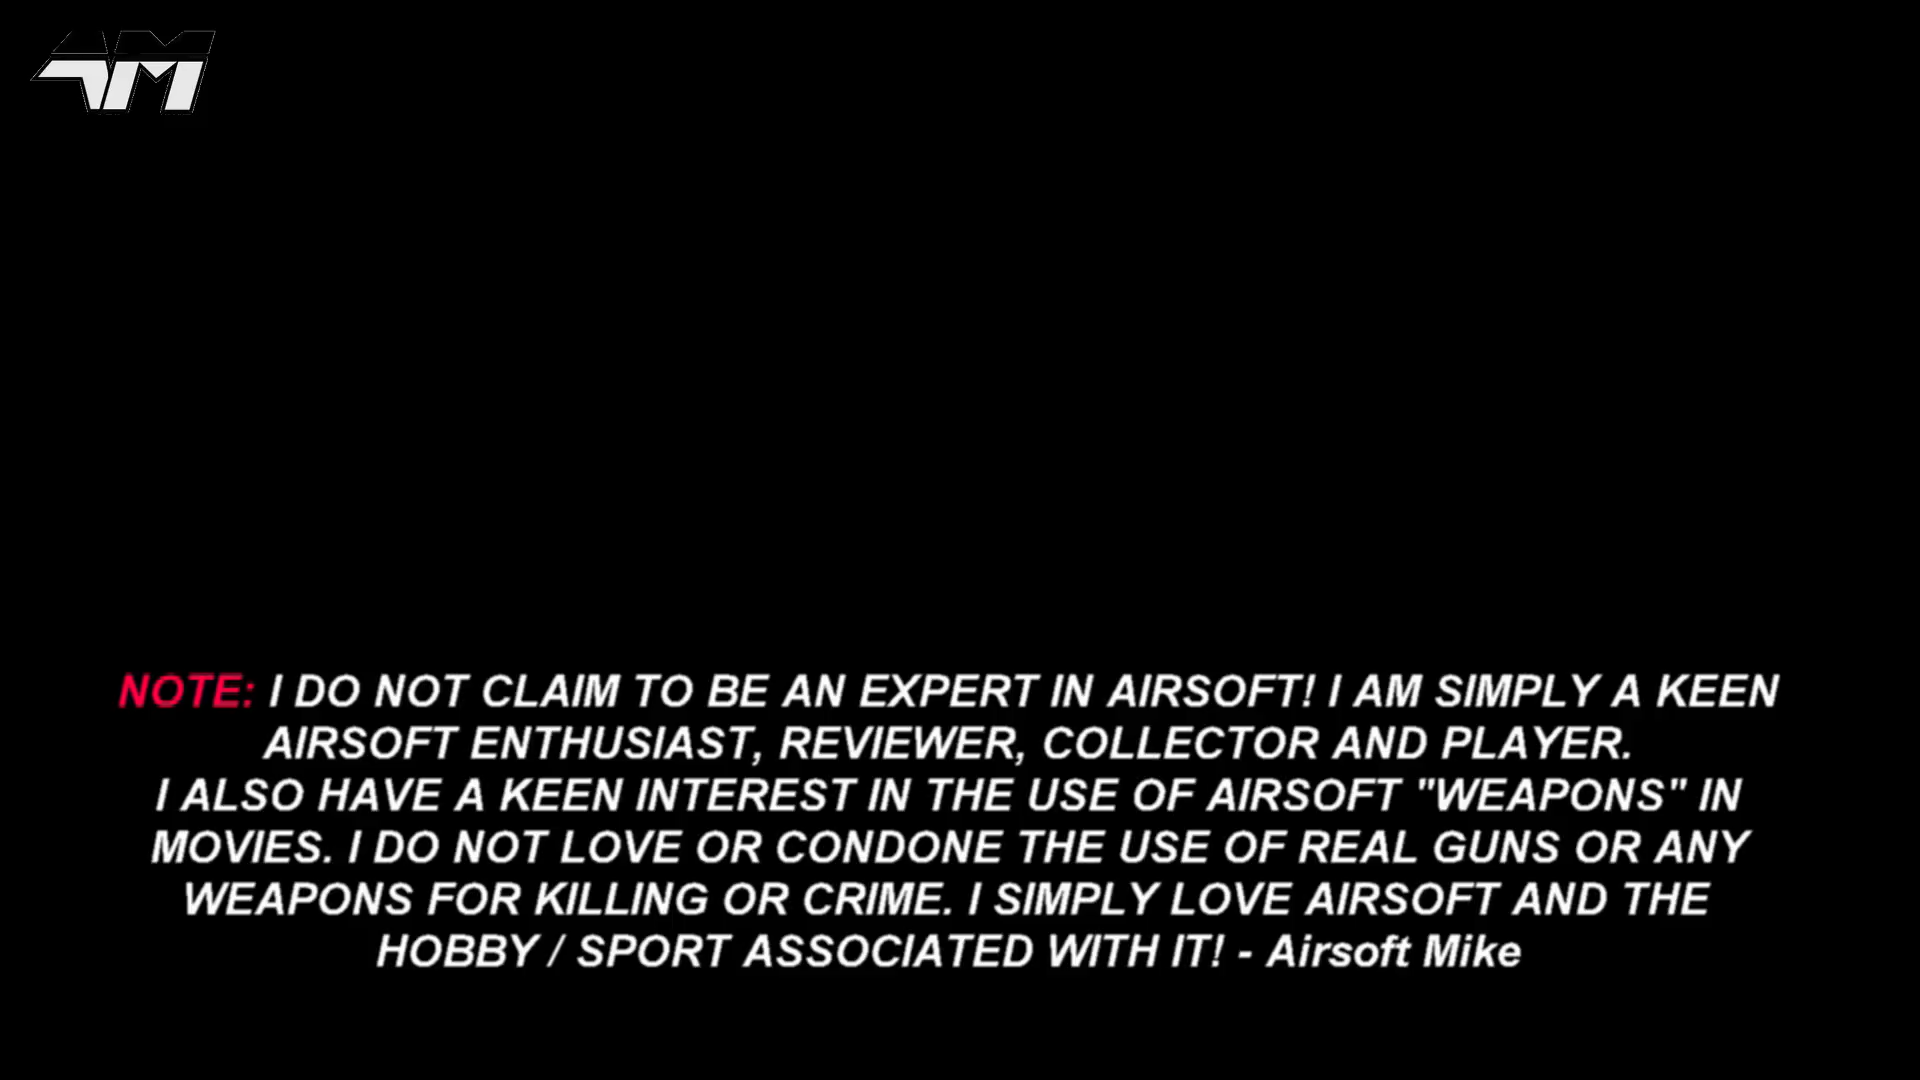 AM
NOTE: I DO NOT CLAIM TO BE AN EXPERT IN AIRSOFT! I AM SIMPLY A KEEN
AIRSOFT ENTHUSIAST, REVIEWER, COLLECTOR AND PLAYER.
I ALSO HAVE A KEEN INTEREST IN THE USE OF AIRSOFT "WEAPONS" IN
MOVIES. I DO NOT LOVE OR CONDONE THE USE OF REAL GUNS OR ANY
WEAPONS FOR KILLING OR CRIME. I SIMPLY LOVE AIRSOFT AND THE
HOBBY / SPORT ASSOCIATED WITH IT! - Airsoft Mike